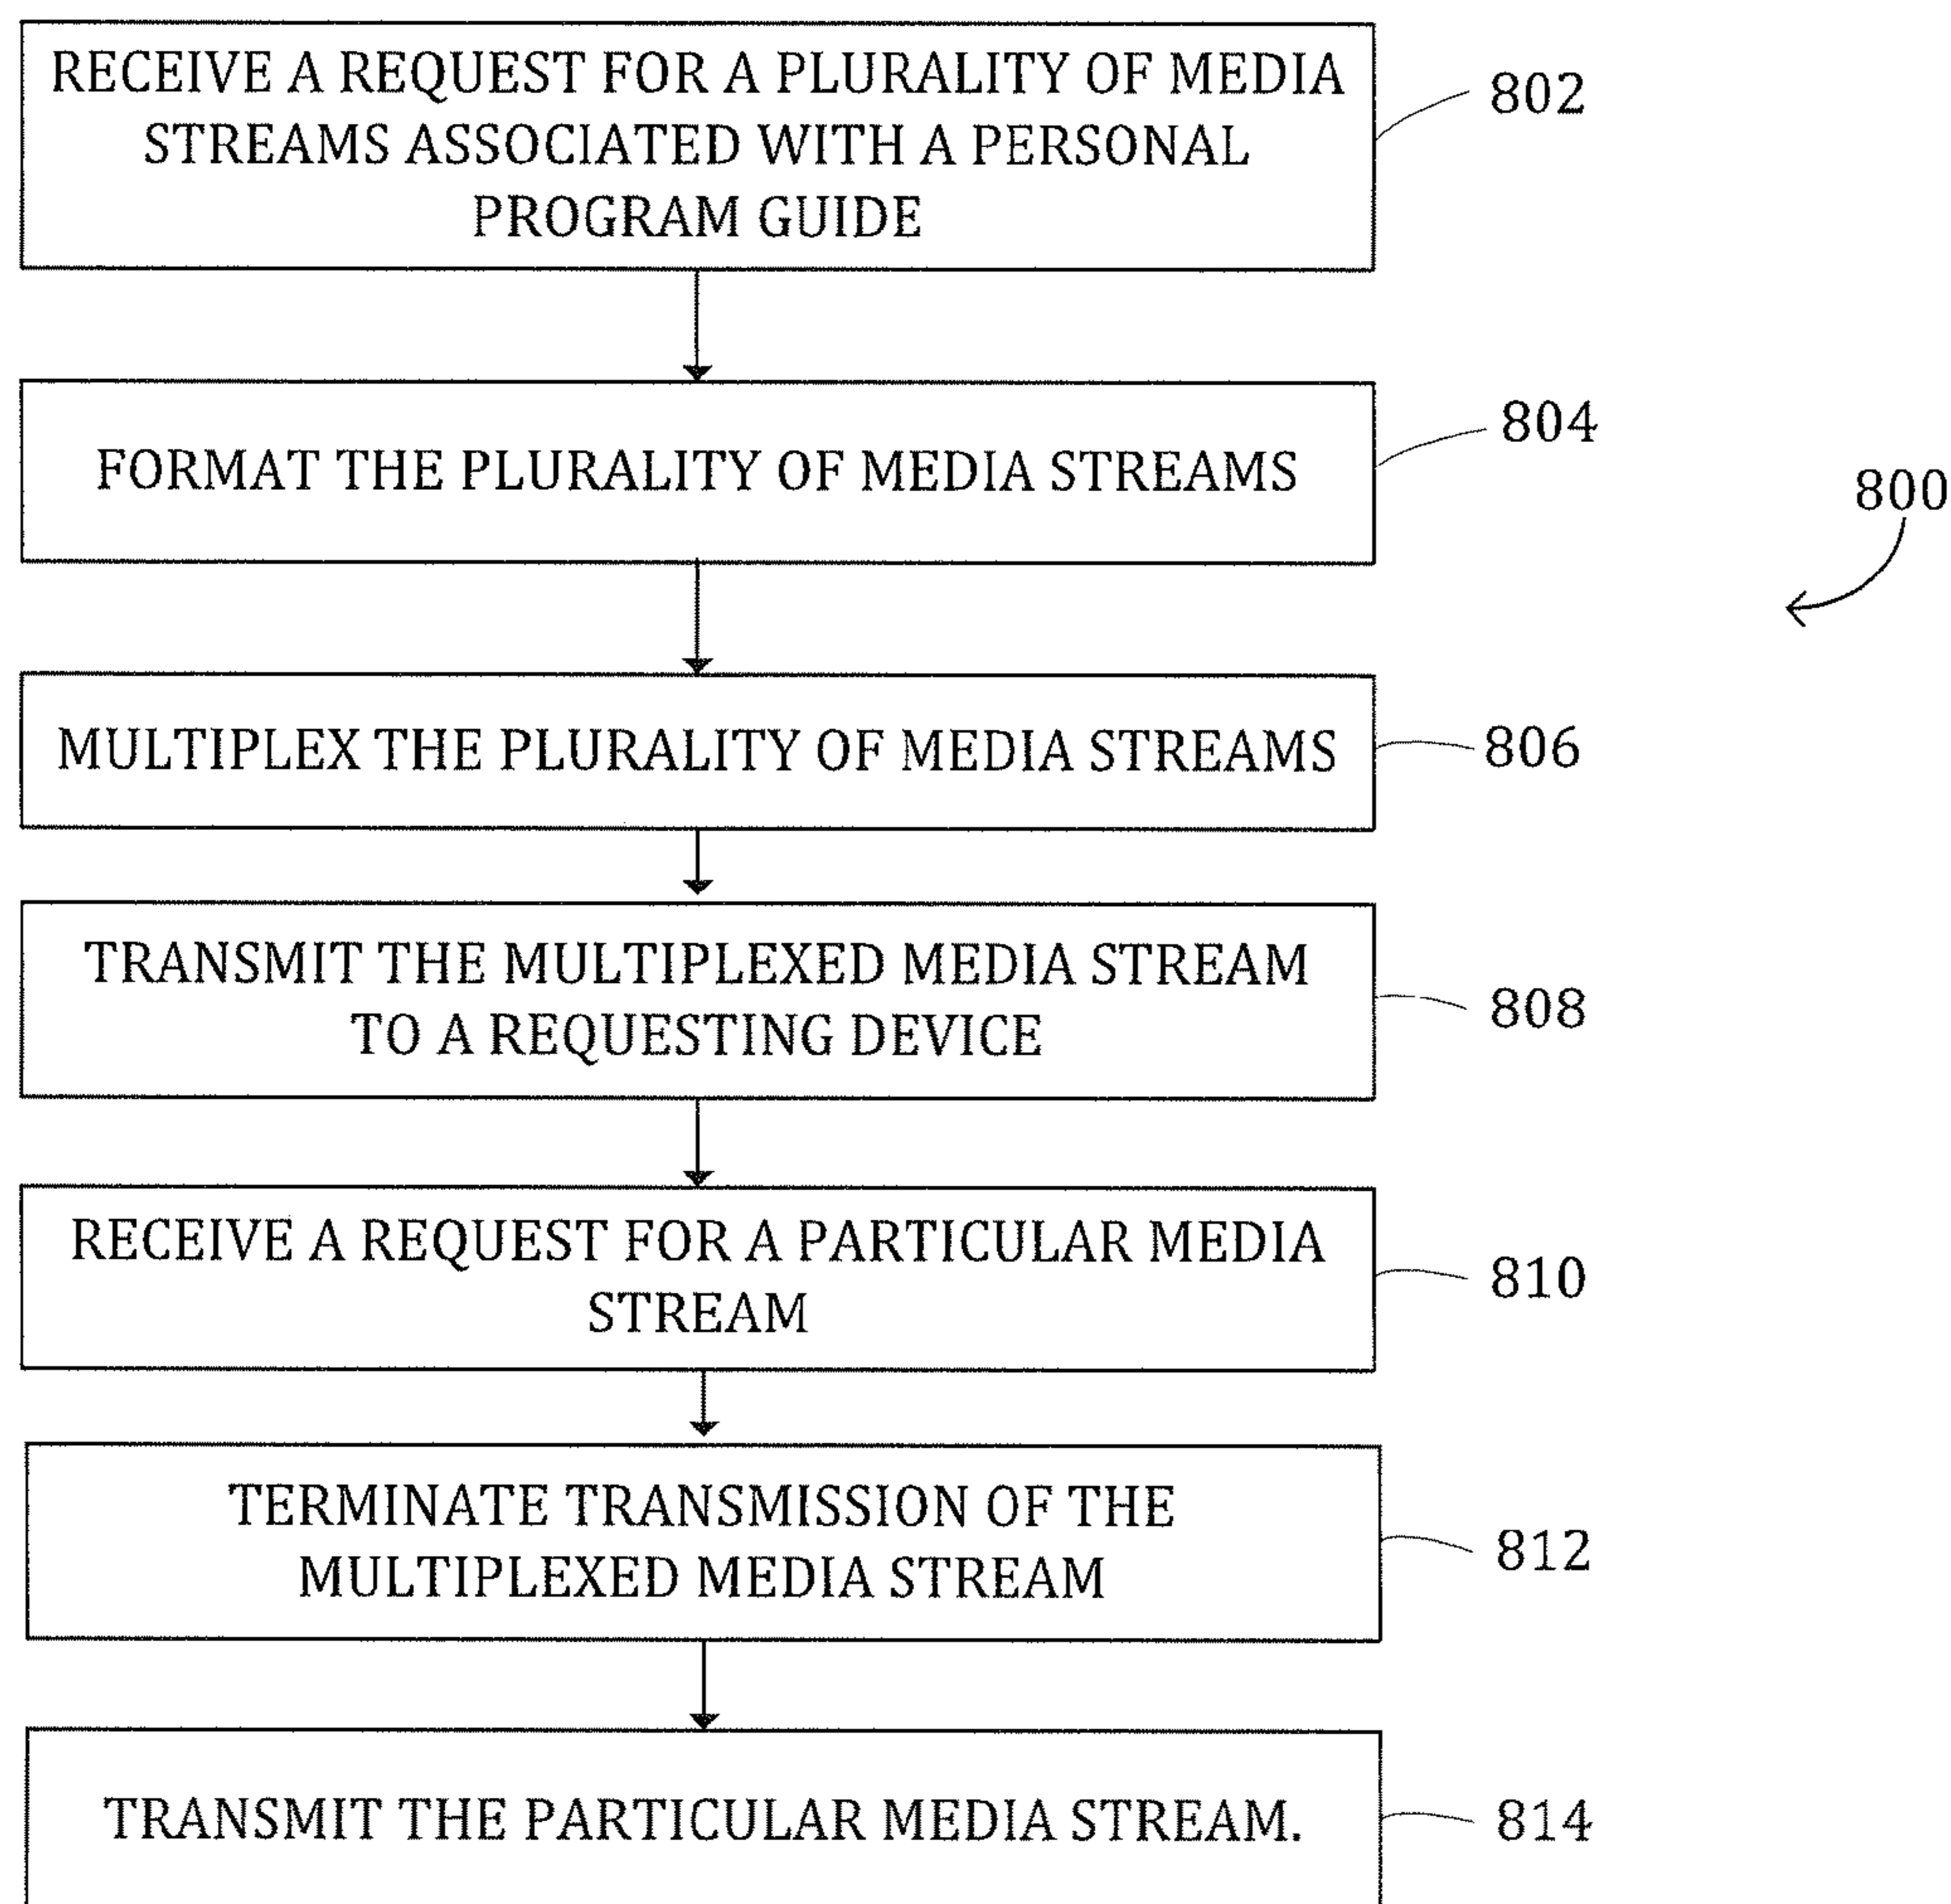 RECEIVE A REQUEST FOR A PLURALITY OF MEDIA
STREAMS ASSOCIATED WITH A PERSONAL
PROGRAM GUIDE
802
FORMAT THE PLURALITY OF MEDIA STREAMS
804
800
MULTIPLEX THE PLURALITY OF MEDIA STREAMS
806
TRANSMIT THE MULTIPLEXED MEDIA STREAM
TO A REQUESTING DEVICE
808
RECEIVE A REQUEST FOR A PARTICULAR MEDIA
STREAM
810
TERMINATE TRANSMISSION OF THE
MULTIPLEXED MEDIA STREAM
812
TRANSMIT THE PARTICULAR MEDIA STREAM.
814